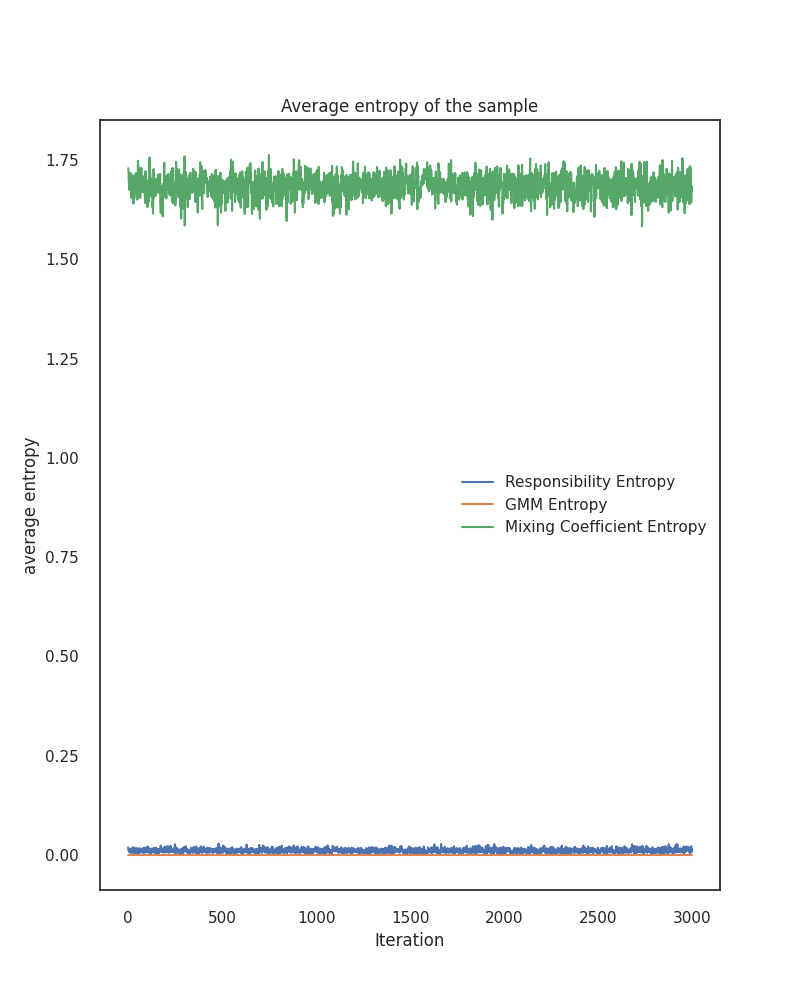 Average entropy of the sample
1.75
1.50
1.25
1.00
0.75
0.50
0.25
0.00
average entropy
Responsibility Entropy
GMM Entropy
Mixing Coefficient Entropy
0 500 1000 1500 2000 2500 3000
Iteration